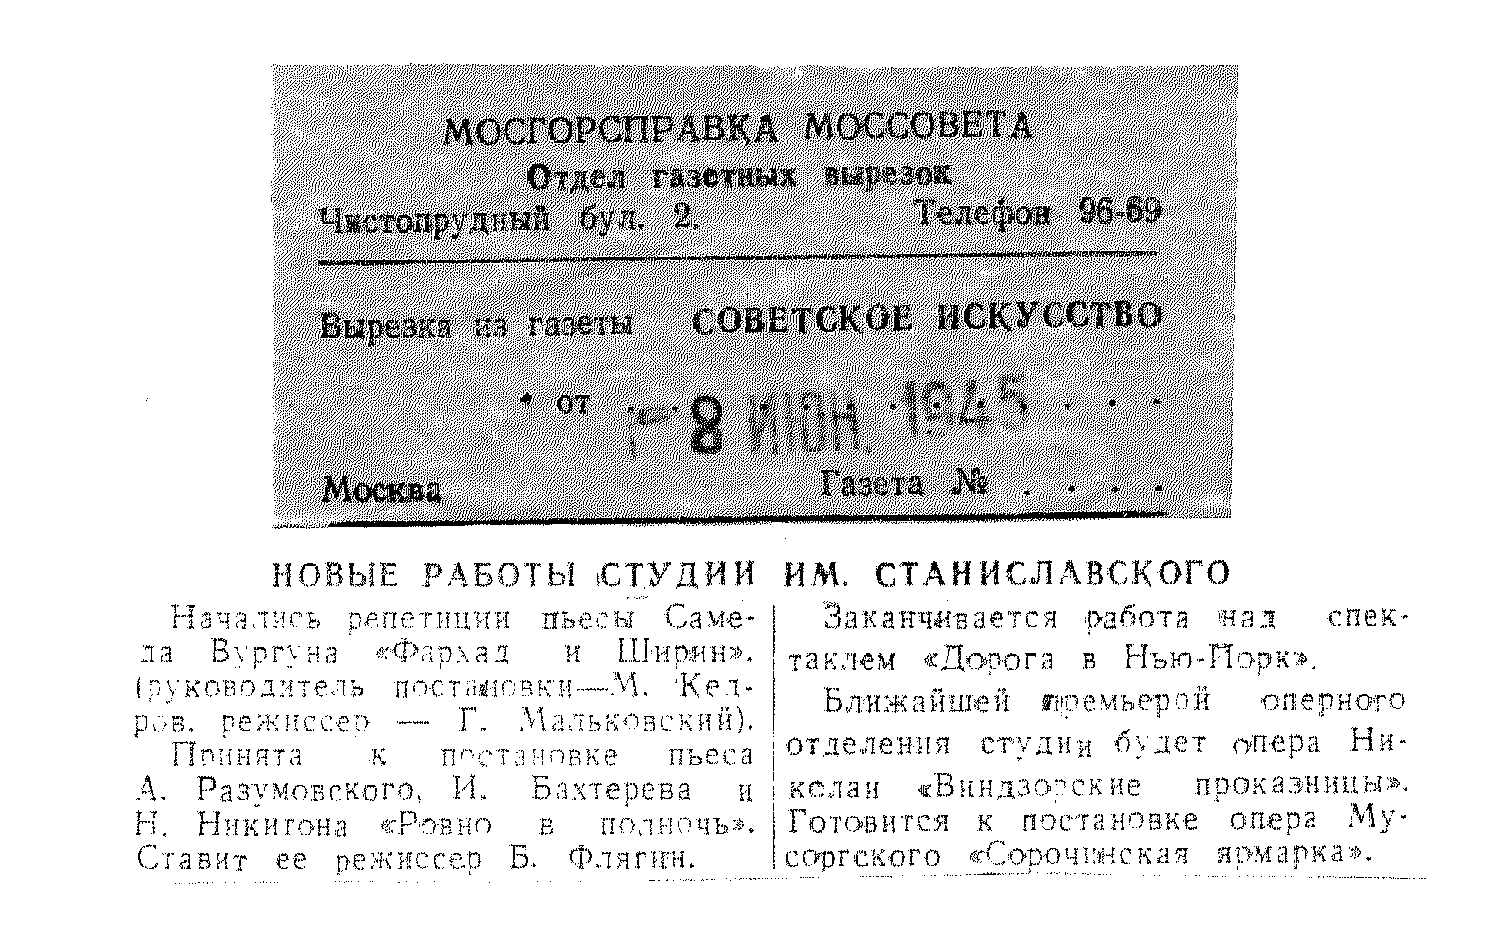 МОСГОРСПРАВКА МОССОВЕТА
Отдел газетных вырезок
Чистопрудный бул. 2. Телефон 96-69
Вырезка из газеты СОВЕТСКОЕ ИСКУССТВО
от 8 ИЮН 1945
Москва Газета №
НОВЫЕ РАБОТЫ СТУДИИ ИМ. СТАНИСЛАВСКОГО
Начались репетиции пьесы Саме-
да Вургуна «Фархад и Ширин».
(руководитель постановки—М. Кед-
ров, режиссер — Г. Мальковский).
Принята к постановке пьеса
А. Разумовского, И. Бахтерева и
Н. Никитона «Ровно в полночь».
Ставит ее режиссер Б. Флягин.
Заканчивается работа над спек-
таклем «Дорога в Нью-Йорк».
Ближайшей премьерой оперного
отделения студии будет опера Ни-
колаи «Виндзорские проказницы».
Готовится к постановке опера Му-
соргского «Сорочинская ярмарка».